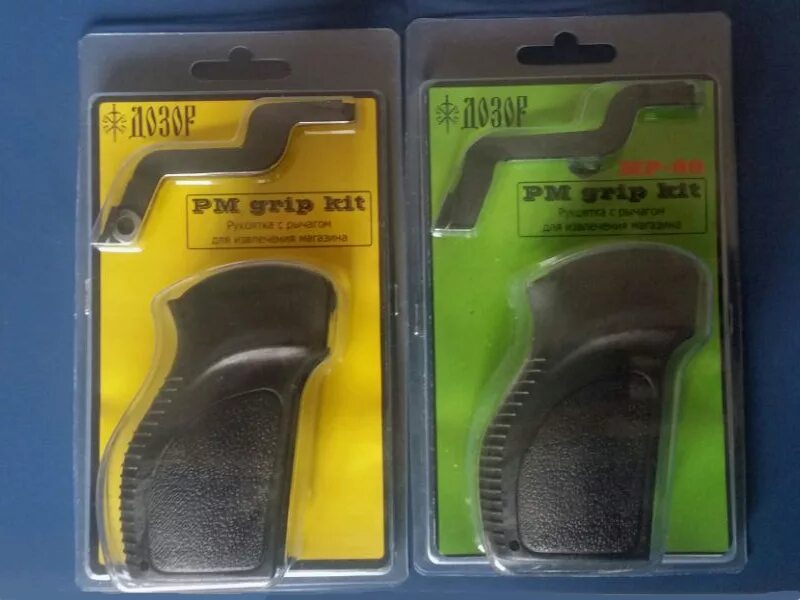 ДОЗОР
PM grip kit
Рукоятка с рычагом
для извлечения магазина
ДОЗОР
PM grip kit
Рукоятка с рычагом
для извлечения магазина